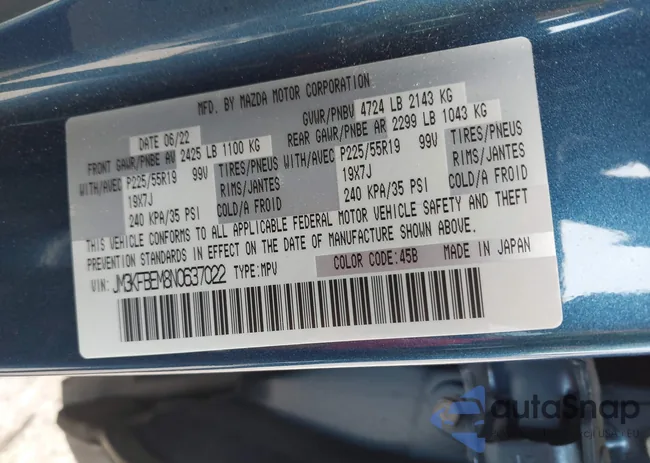 MFD. BY MAZDA MOTOR CORPORATION
DATE 06/22 GVWR/PNBV 4724 LB 2143 KG
FRONT GAWR/PNBE AV 2425 LB 1100 KG REAR GAWR/PNBE AR 2299 LB 1043 KG
WITH/AVEC P225/55R19 99V TIRES/PNEUS WITH/AVEC P225/55R19 99V TIRES/PNEUS
19X7J RIMS/JANTES 19X7J RIMS/JANTES
240 KPA/35 PSI COLD/A FROID 240 KPA/35 PSI COLD/A FROID
THIS VEHICLE CONFORMS TO ALL APPLICABLE FEDERAL MOTOR VEHICLE SAFETY AND THEFT
PREVENTION STANDARDS IN EFFECT ON THE DATE OF MANUFACTURE SHOWN ABOVE.
VIN: JM3KFBEM8N0637022 TYPE:MPV COLOR CODE:45B MADE IN JAPAN
autoSnap